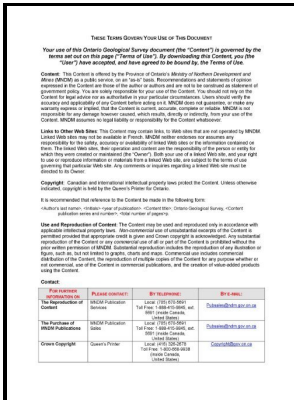 THESE TERMS GOVERN YOUR USE OF THIS DOCUMENT
Your use of this Ontario Geological Survey document (the "Content") is governed by the
terms set out on this page ("Terms of Use"). By downloading this Content, you (the
"User") have accepted, and have agreed to be bound by, the Terms of Use.
Content: This Content is offered by the Province of Ontario's Ministry of Northern Development and
Mines (MNDM) as a public service, on an "as-is" basis. Recommendations and statements of opinion
expressed in the Content are those of the author or authors and are not to be construed as statement of
government policy. You are solely responsible for your use of the Content. You should not rely on the
Content for legal advice nor as authoritative in your particular circumstances. Users should verify the
accuracy and applicability of any Content before acting on it. MNDM does not guarantee, or make any
warranty express or implied, that the Content is current, accurate, complete or reliable. MNDM is not
responsible for any damage however caused, which results, directly or indirectly, from your use of the
Content. MNDM assumes no legal liability or responsibility for the Content whatsoever.
Links to Other Web Sites: This Content may contain links, to Web sites that are not operated by MNDM.
Linked Web sites may not be available in French. MNDM neither endorses nor assumes any
responsibility for the safety, accuracy or availability of linked Web sites or the information contained on
them. The linked Web sites, their operation and content are the responsibility of the person or entity for
which they were created or maintained (the "Owner"). Both your use of a linked Web site, and your right
to use or reproduce information or materials from a linked Web site, are subject to the terms of use
governing that particular Web site. Any comments or inquiries regarding a linked Web site must be
directed to its Owner.
Copyright: Canadian and international intellectual property laws protect the Content. Unless otherwise
indicated, copyright is held by the Queen's Printer for Ontario.
It is recommended that reference to the Content be made in the following form:
<Author's last name>, <Initials> <year of publication>. <Content title>; Ontario Geological Survey, <Content
publication series and number>, <total number of pages>p.
Use and Reproduction of Content: The Content may be used and reproduced only in accordance with
applicable intellectual property laws. Non-commercial use of unsubstantial excerpts of the Content is
permitted provided that appropriate credit is given and Crown copyright is acknowledged. Any substantial
reproduction of the Content or any commercial use of all or part of the Content is prohibited without the
prior written permission of MNDM. Substantial reproduction includes the reproduction of any illustration or
figure, such as, but not limited to graphs, charts and maps. Commercial use includes commercial
distribution of the Content, the reproduction of multiple copies of the Content for any purpose whether or
not commercial, use of the Content in commercial publications, and the creation of value-added products
using the Content.
Contact:
FOR FURTHER INFORMATION ON PLEASE CONTACT: BY TELEPHONE: BY E-MAIL:
The Reproduction of Content MNDM Publication Services Local: (705) 670-5691 Toll Free: 1-888-415-9845, ext. 5691 (inside Canada, United States) Pubsales@ndm.gov.on.ca
The Purchase of MNDM Publications MNDM Publication Sales Local: (705) 670-5691 Toll Free: 1-888-415-9845, ext. 5691 (inside Canada, United States) Pubsales@ndm.gov.on.ca
Crown Copyright Queen's Printer Local: (416) 326-2678 Toll Free: 1-800-668-9938 (inside Canada, United States) Copyright@gov.on.ca